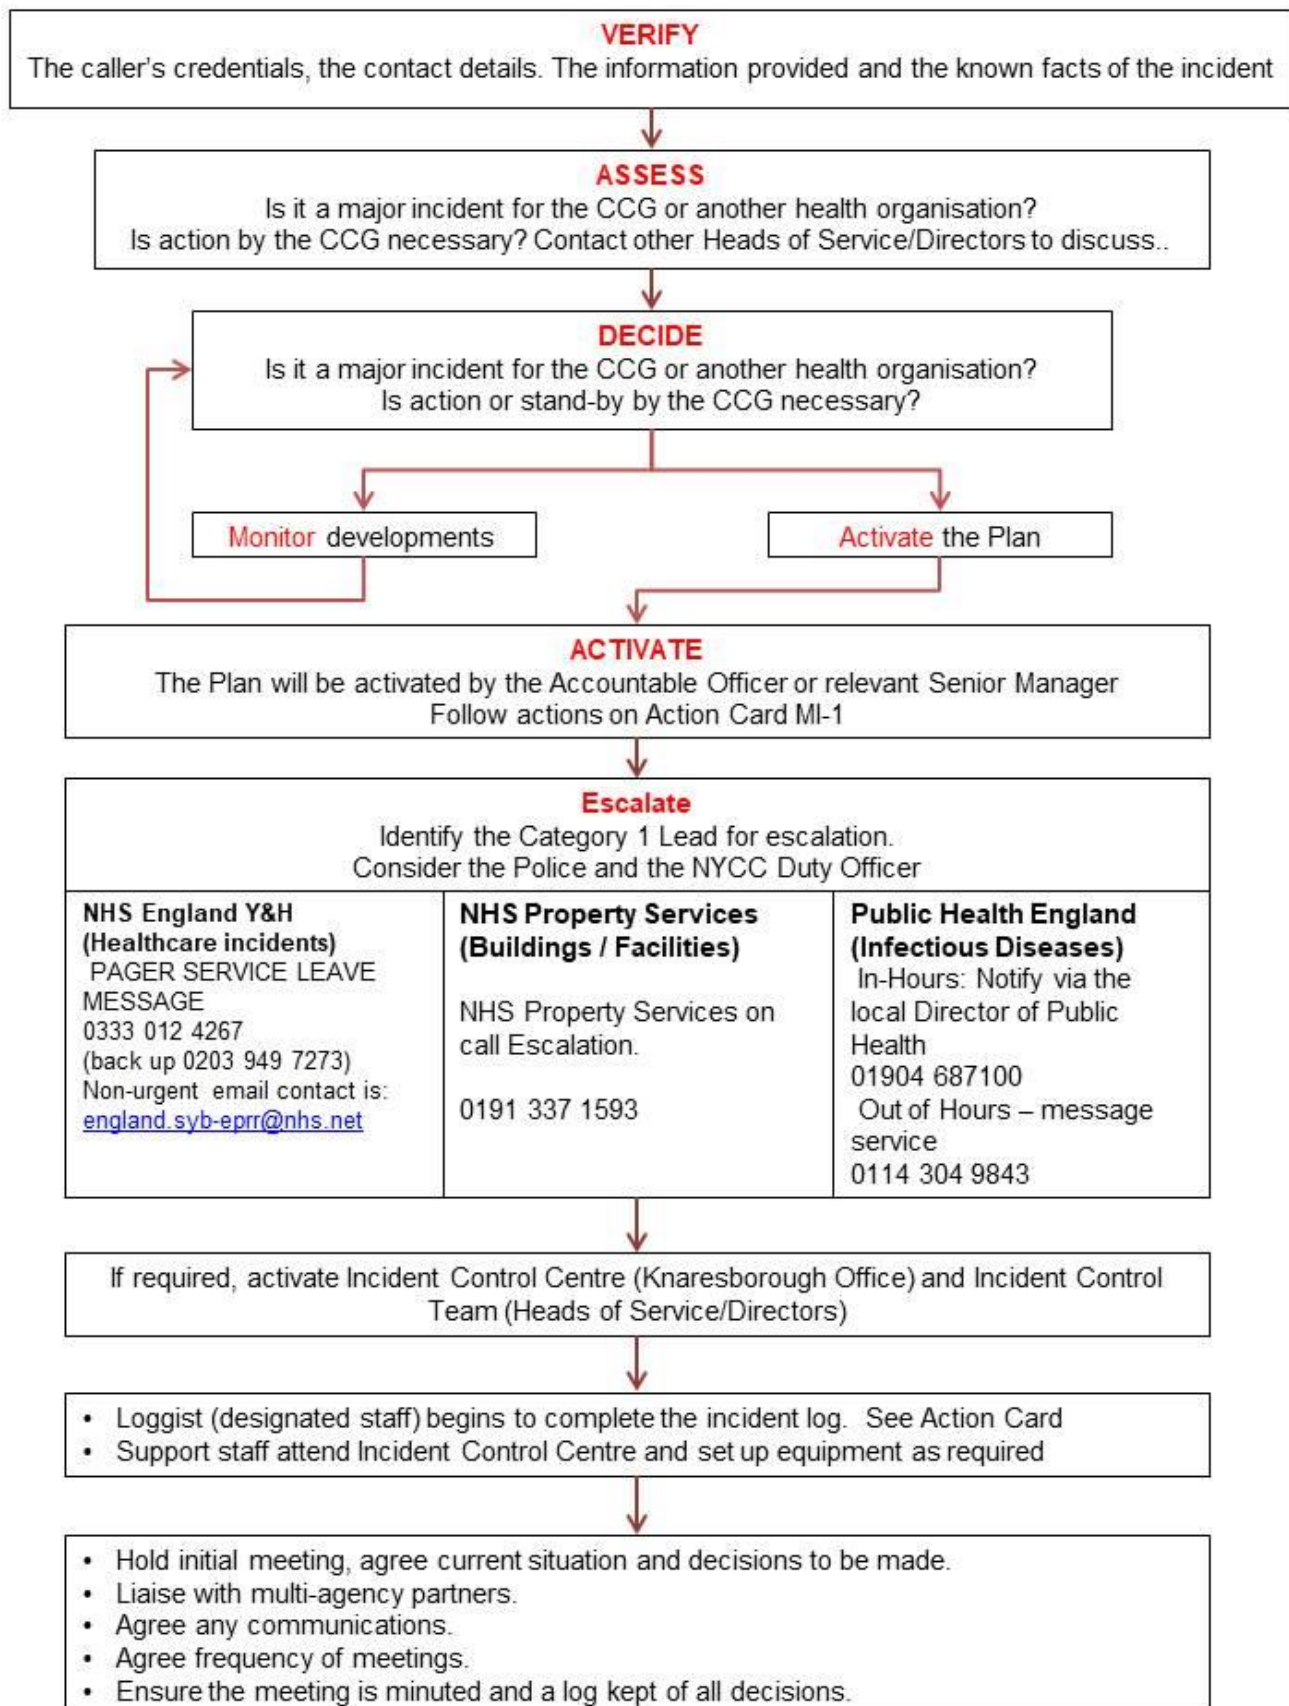 VERIFY
The caller's credentials, the contact details. The information provided and the known facts of the incident
ASSESS
Is it a major incident for the CCG or another health organisation?
Is action by the CCG necessary? Contact other Heads of Service/Directors to discuss..
DECIDE
Is it a major incident for the CCG or another health organisation?
Is action or stand-by by the CCG necessary?
Monitor developments
Activate the Plan
ACTIVATE
The Plan will be activated by the Accountable Officer or relevant Senior Manager
Follow actions on Action Card MI-1
Escalate
Identify the Category 1 Lead for escalation.
Consider the Police and the NYCC Duty Officer
NHS England Y&H
(Healthcare incidents)
PAGER SERVICE LEAVE
MESSAGE
0333 012 4267
(back up 0203 949 7273)
Non-urgent email contact is:
england.syb-eprr@nhs.net
NHS Property Services
(Buildings / Facilities)
NHS Property Services on
call Escalation.
0191 337 1593
Public Health England
(Infectious Diseases)
In-Hours: Notify via the
local Director of Public
Health
01904 687100
Out of Hours – message
service
0114 304 9843
If required, activate Incident Control Centre (Knaresborough Office) and Incident Control
Team (Heads of Service/Directors)
• Loggist (designated staff) begins to complete the incident log. See Action Card
• Support staff attend Incident Control Centre and set up equipment as required
• Hold initial meeting, agree current situation and decisions to be made.
• Liaise with multi-agency partners.
• Agree any communications.
• Agree frequency of meetings.
• Ensure the meeting is minuted and a log kept of all decisions.